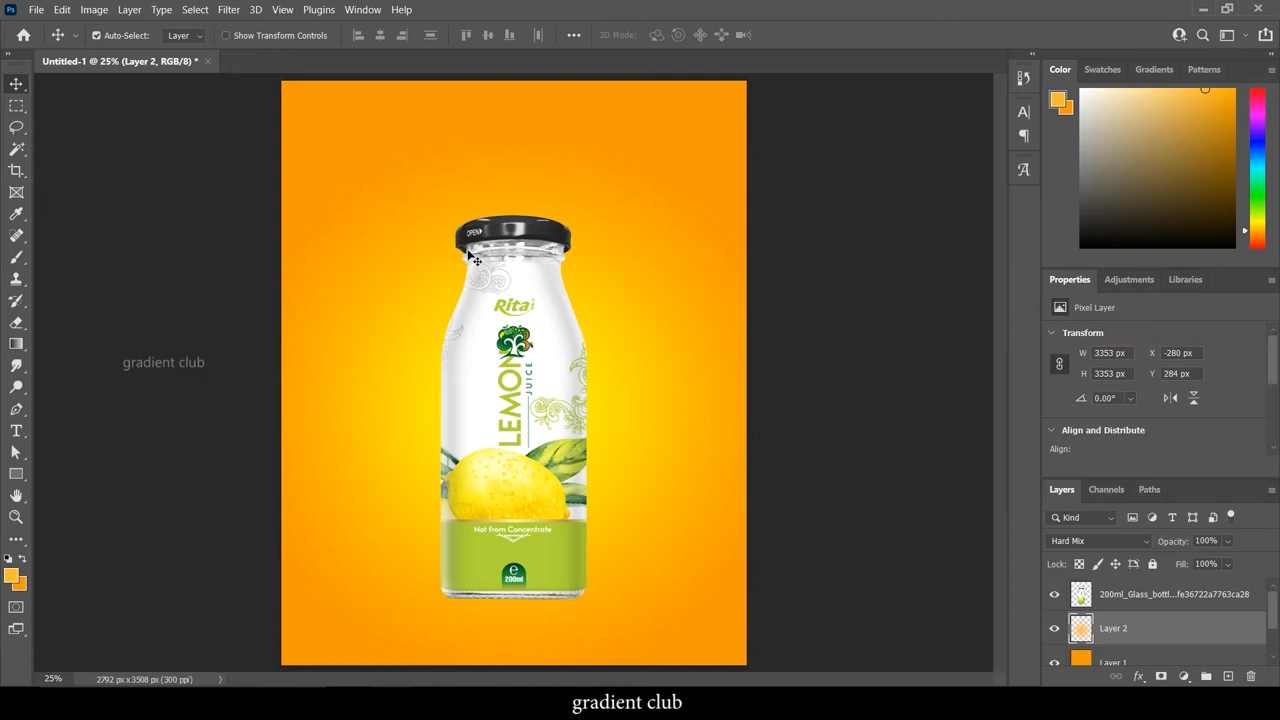 Ps File Edit Image Layer Type Select Filter 3D View Plugins Window Help
Auto-Select: Layer Show Transform Controls 3D Mode:
Untitled-1 @ 25% (Layer 2, RGB/8) *
Color Swatches Gradients Patterns
OPEN
Rita
LEMON
JUICE
Not from Concentrate
e
200ml
gradient club
Properties Adjustments Libraries
Pixel Layer
Transform
W 3353 px X -280 px
H 3353 px Y 284 px
0.00°
Align and Distribute
Align:
Layers Channels Paths
Kind
Hard Mix Opacity: 100%
Lock: Fill: 100%
200ml_Glass_bottl...fe36722a7763ca28
Layer 2
Layer 1
25% 2792 px x 3508 px (300 ppi)
gradient club